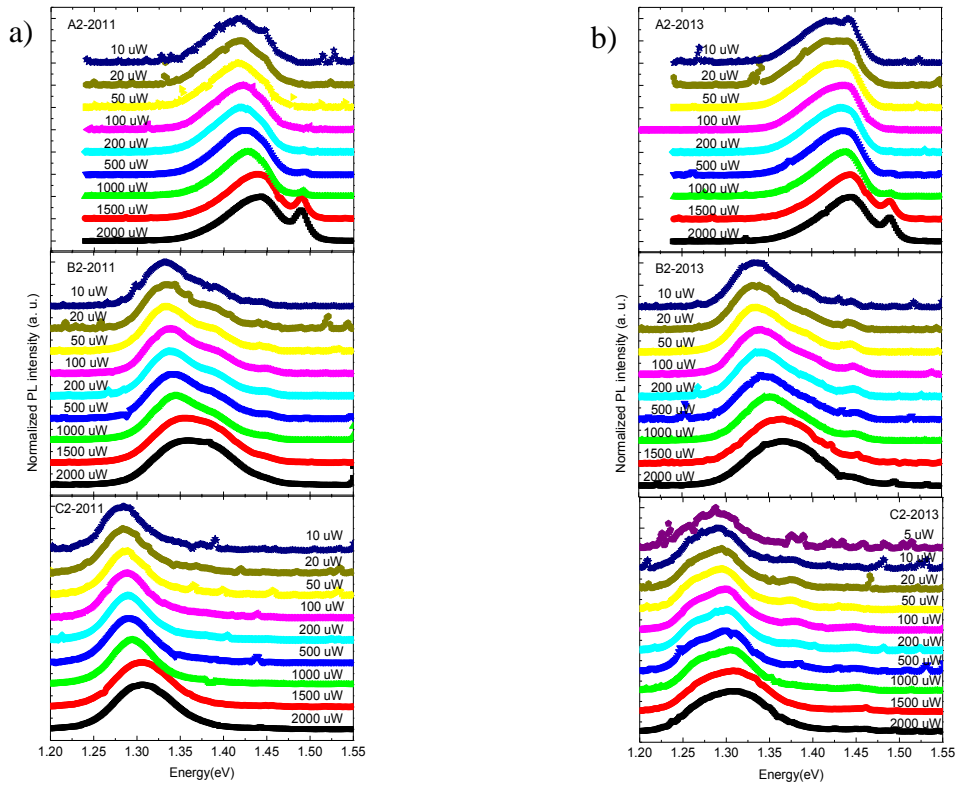 a)
A2-2011
10 uW
20 uW
50 uW
100 uW
200 uW
500 uW
1000 uW
1500 uW
2000 uW
B2-2011
10 uW
20 uW
50 uW
100 uW
200 uW
500 uW
1000 uW
1500 uW
2000 uW
C2-2011
10 uW
20 uW
50 uW
100 uW
200 uW
500 uW
1000 uW
1500 uW
2000 uW
Normalized PL intensity (a. u.)
1.20 1.25 1.30 1.35 1.40 1.45 1.50 1.55
Energy(eV)
b)
A2-2013
10 uW
20 uW
50 uW
100 uW
200 uW
500 uW
1000 uW
1500 uW
2000 uW
B2-2013
10 uW
20 uW
50 uW
100 uW
200 uW
500 uW
1000 uW
1500 uW
2000 uW
C2-2013
5 uW
10 uW
20 uW
50 uW
100 uW
200 uW
500 uW
1000 uW
1500 uW
2000 uW
Normalized PL intensity (a. u.)
1.20 1.25 1.30 1.35 1.40 1.45 1.50 1.55
Energy(eV)